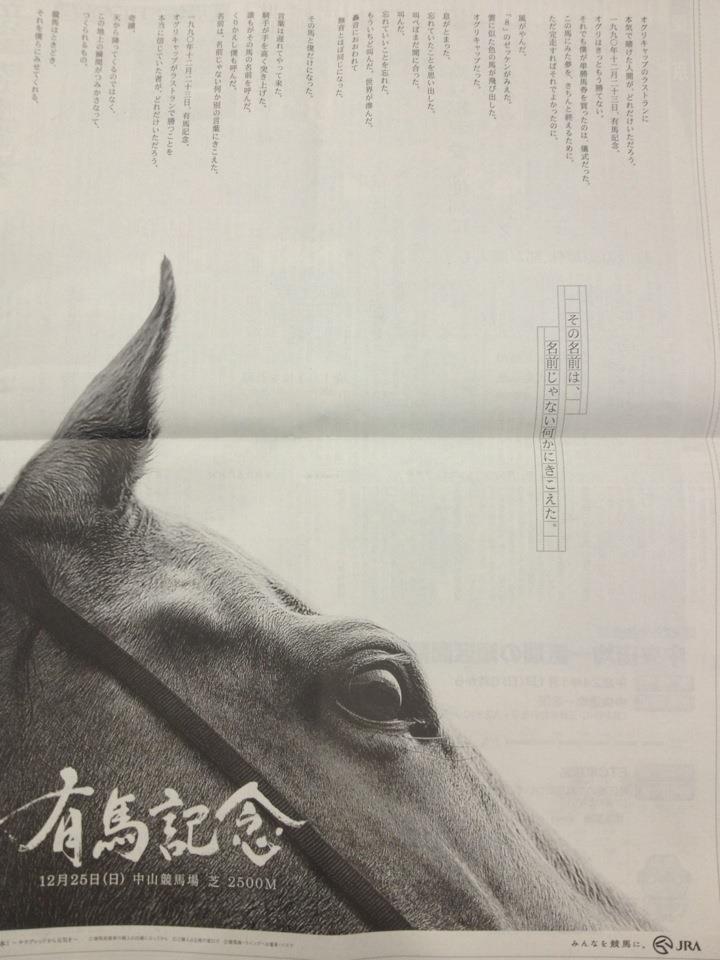 オグリキャップのラストランに
本気で賭けた人間が、どれだけいただろう。
一九九〇年十二月二十三日、有馬記念。
オグリはきっともう勝てない。
それでも僕が単勝馬券を買ったのは、儀式だった。
この馬にみた夢を、きちんと終えるために。
ただ完走すればそれでよかったのに。
風がやんだ。
「8」のゼッケンがみえた。
雲に似た色の馬が飛び出した。
オグリキャップだった。
息がとまった。
忘れていたことを思い出した。
叫べばまだ間に合った。
叫んだ。
忘れていいことを忘れた。
もういちど叫んだ。世界が滲んだ。
轟音におおわれて
無音とほぼ同じになった。
その馬と僕だけになった。
言葉は遅れてやって来た。
騎手が手を高く突き上げた。
誰もがその馬の名前を呼んだ。
くりかえし僕も呼んだ。
名前は、名前じゃない何か別の言葉にきこえた。
一九九〇年十二月二十三日、有馬記念。
オグリキャップがラストランで勝つことを
本当に信じていた者が、どれだけいただろう。
奇蹟。
天から降ってくるのではなく、
この地上の瞬間がつみかさなって、
つくられるもの。
競馬はときどき、
それを僕らにみせてくれる。
その名前は、
名前じゃない何かにきこえた。
有馬記念
12月25日(日) 中山競馬場 芝 2500M
みんなを競馬に。 JRA